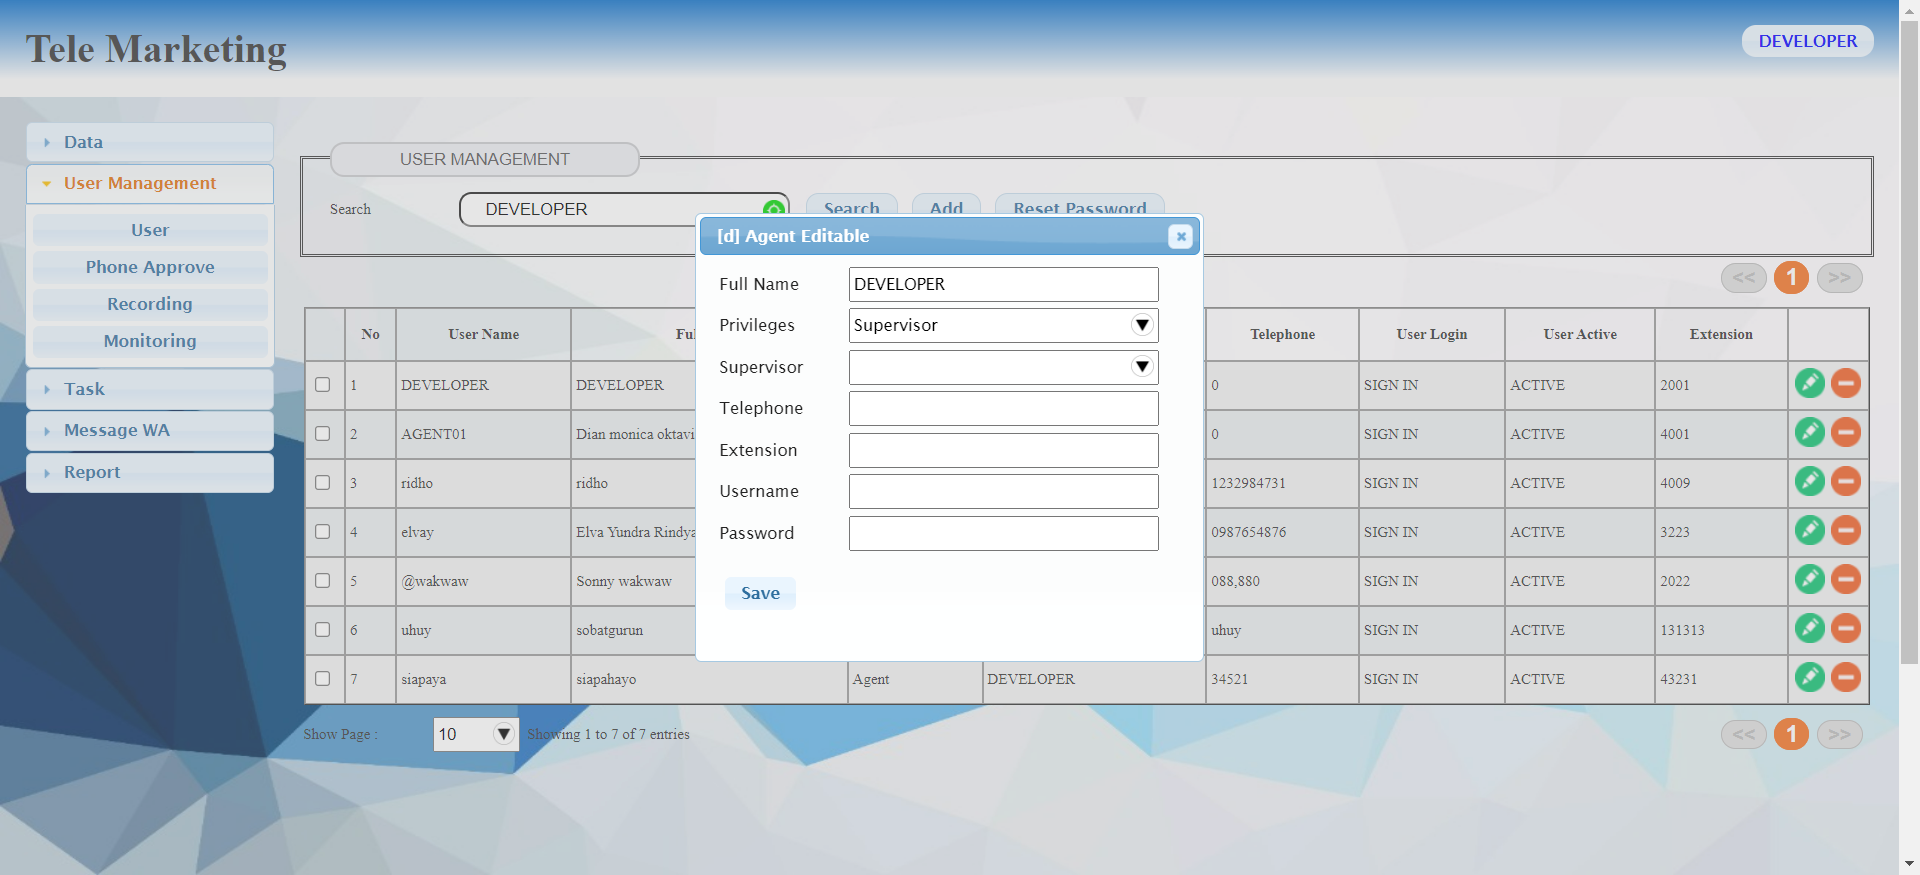 Tele Marketing
DEVELOPER
Data
User Management
User
Phone Approve
Recording
Monitoring
Task
Message WA
Report
USER MANAGEMENT
Search DEVELOPER Search Add Reset Password
[d] Agent Editable
Full Name DEVELOPER
Privileges Supervisor
Supervisor
Telephone
Extension
Username
Password
Save
<< 1 >>
No User Name Ful Telephone User Login User Active Extension
1 DEVELOPER DEVELOPER 0 SIGN IN ACTIVE 2001
2 AGENT01 Dian monica oktavi 0 SIGN IN ACTIVE 4001
3 ridho ridho 1232984731 SIGN IN ACTIVE 4009
4 elvay Elva Yundra Rindya 0987654876 SIGN IN ACTIVE 3223
5 @wakwaw Sonny wakwaw 088,880 SIGN IN ACTIVE 2022
6 uhuy sobatgurun uhuy SIGN IN ACTIVE 131313
7 siapaya siapahayo Agent DEVELOPER 34521 SIGN IN ACTIVE 43231
Show Page : 10 Showing 1 to 7 of 7 entries
<< 1 >>